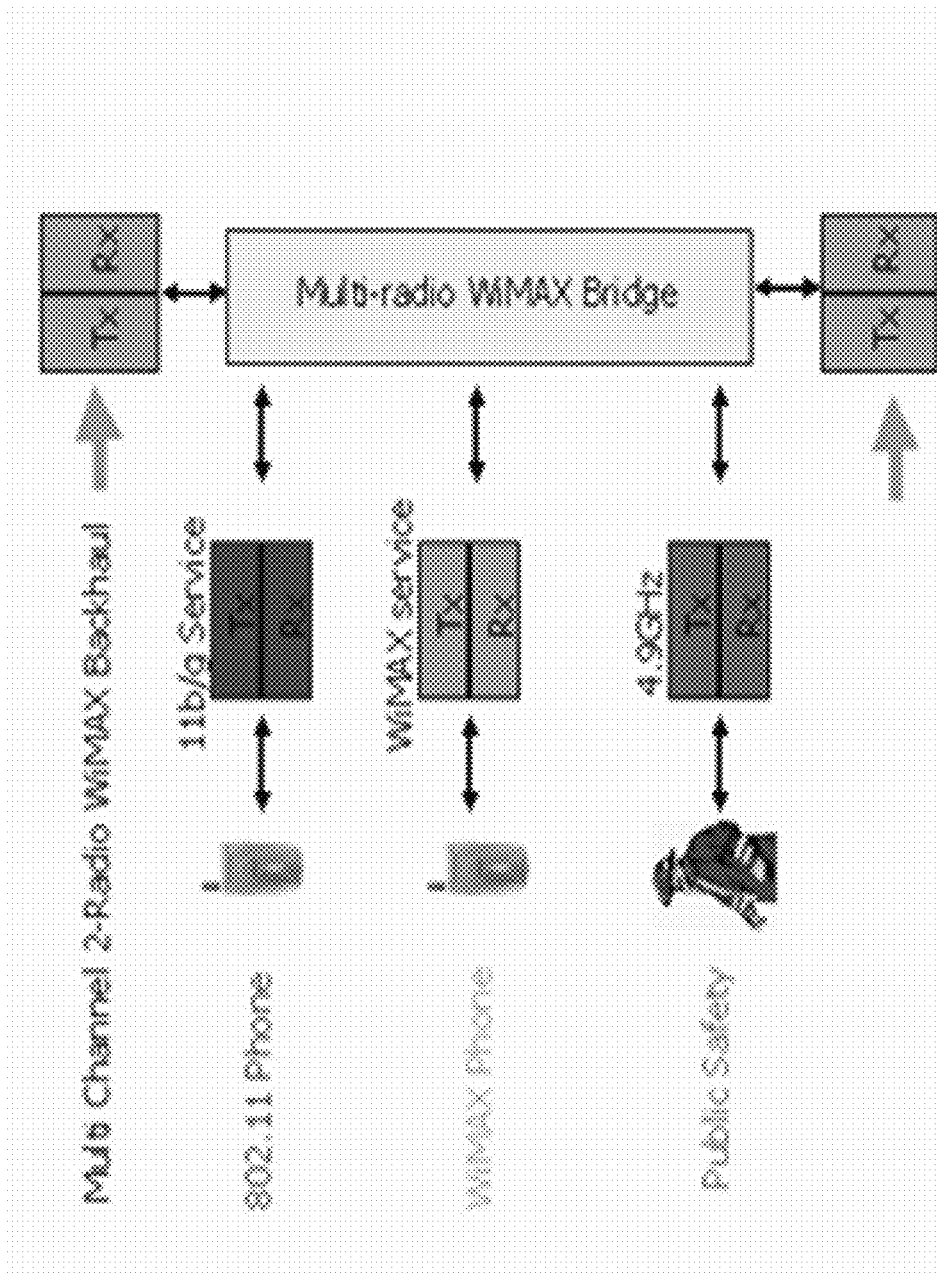 Multi Channel 2-Radio WiMAX Backhaul
Tx Rx
802.11 Phone
11b/g Service
Tx
Rx
WiMAX Phone
WiMAX service
Tx
Rx
Multi-radio WiMAX Bridge
Public Safety
4.9GHz
Tx
Rx
Tx Rx